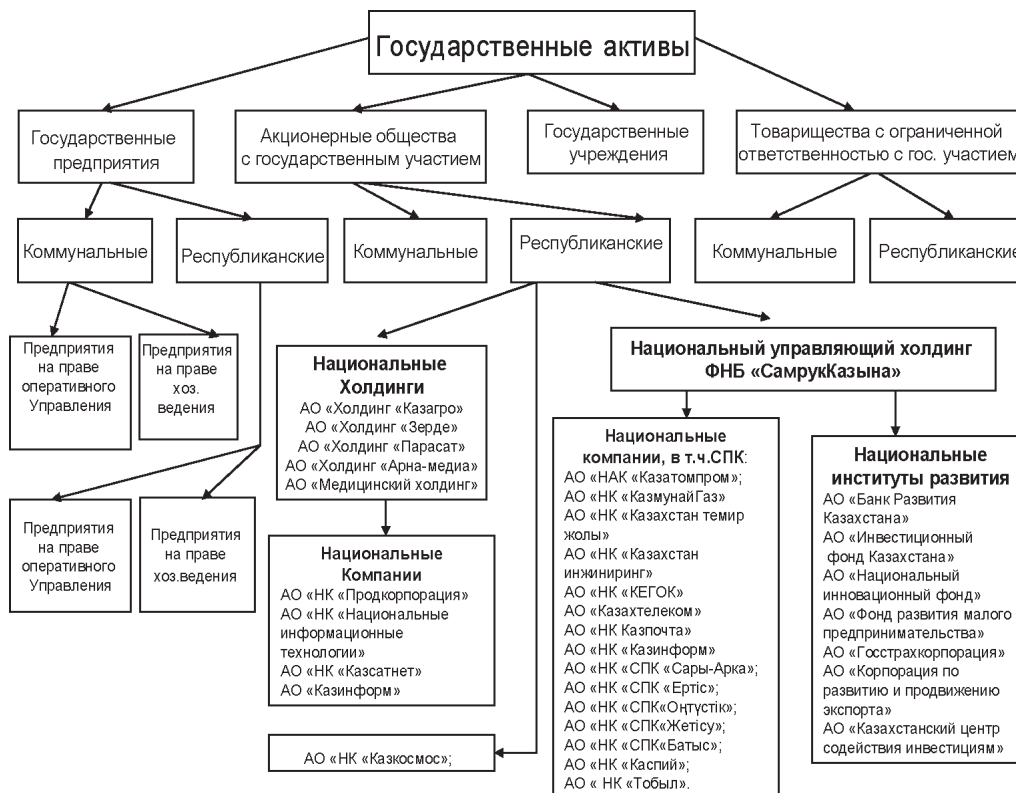 Государственные активы
Государственные
предприятия
Акционерные общества
с государственным участием
Государственные
учреждения
Товарищества с ограниченной
ответственностью с гос. участием
Коммунальные
Республиканские
Коммунальные
Республиканские
Коммунальные
Республиканские
Предприятия
на праве
оперативного
Управления
Предприятия
на праве
хоз.
ведения
Предприятия
на праве
оперативного
Управления
Предприятия
на праве
хоз.ведения
Национальные
Холдинги
АО «Холдинг «Казагро»
АО «Холдинг «Зерде»
АО «Холдинг «Парасат»
АО «Холдинг «Арна-медиа»
АО «Медицинский холдинг»
Национальные
Компании
АО «НК «Продкорпорация»
АО «НК «Национальные
информационные
технологии»
АО «НК «Казсатнет»
АО «Казинформ»
АО «НК «Казкосмос»;
Национальный управляющий холдинг
ФНБ «СамрукКазына»
Национальные
компании, в т.ч.СПК:
АО «НАК «Казатомпром»;
АО «НК «КазмунайГаз»
АО «НК «Казахстан темир
жолы»
АО «НК «Казахстан
инжиниринг»
АО «НК «КЕГОК»
АО «Казахтелеком»
АО «НК Казпочта»
АО «НК «Казинформ»
АО «НК «СПК «Сары-Арка»;
АО «НК «СПК «Ертіс»;
АО «НК «СПК«Оңтүстік»;
АО «НК «СПК«Жетісу»;
АО «НК «СПК«Батыс»;
АО «НК «Каспий»;
АО « НК «Тобыл».
Национальные
институты развития
АО «Банк Развития
Казахстана»
АО «Инвестиционный
фонд Казахстана»
АО «Национальный
инновационный фонд»
АО «Фонд развития малого
предпринимательства»
АО «Госстрахкорпорация»
АО «Корпорация по
развитию и продвижению
экспорта»
АО «Казахстанский центр
содействия инвестициям»